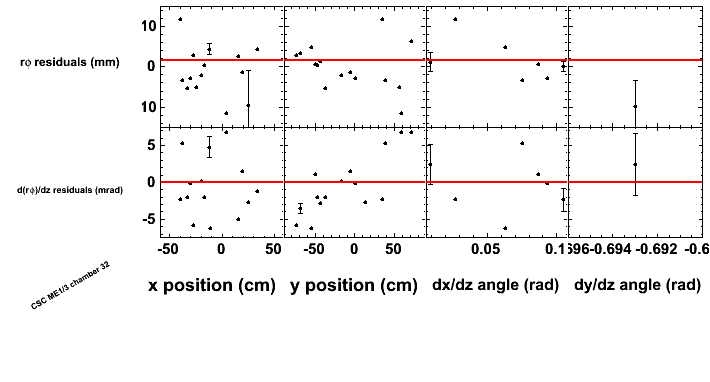 10
rϕ residuals (mm)
0
10
5
d(rϕ)/dz residuals (mrad)
0
-5
-50 0 50 -50 0 50 0.05 0.1 -0.694 -0.692
x position (cm) y position (cm) dx/dz angle (rad) dy/dz angle (rad)
CSC ME1/3 chamber 32